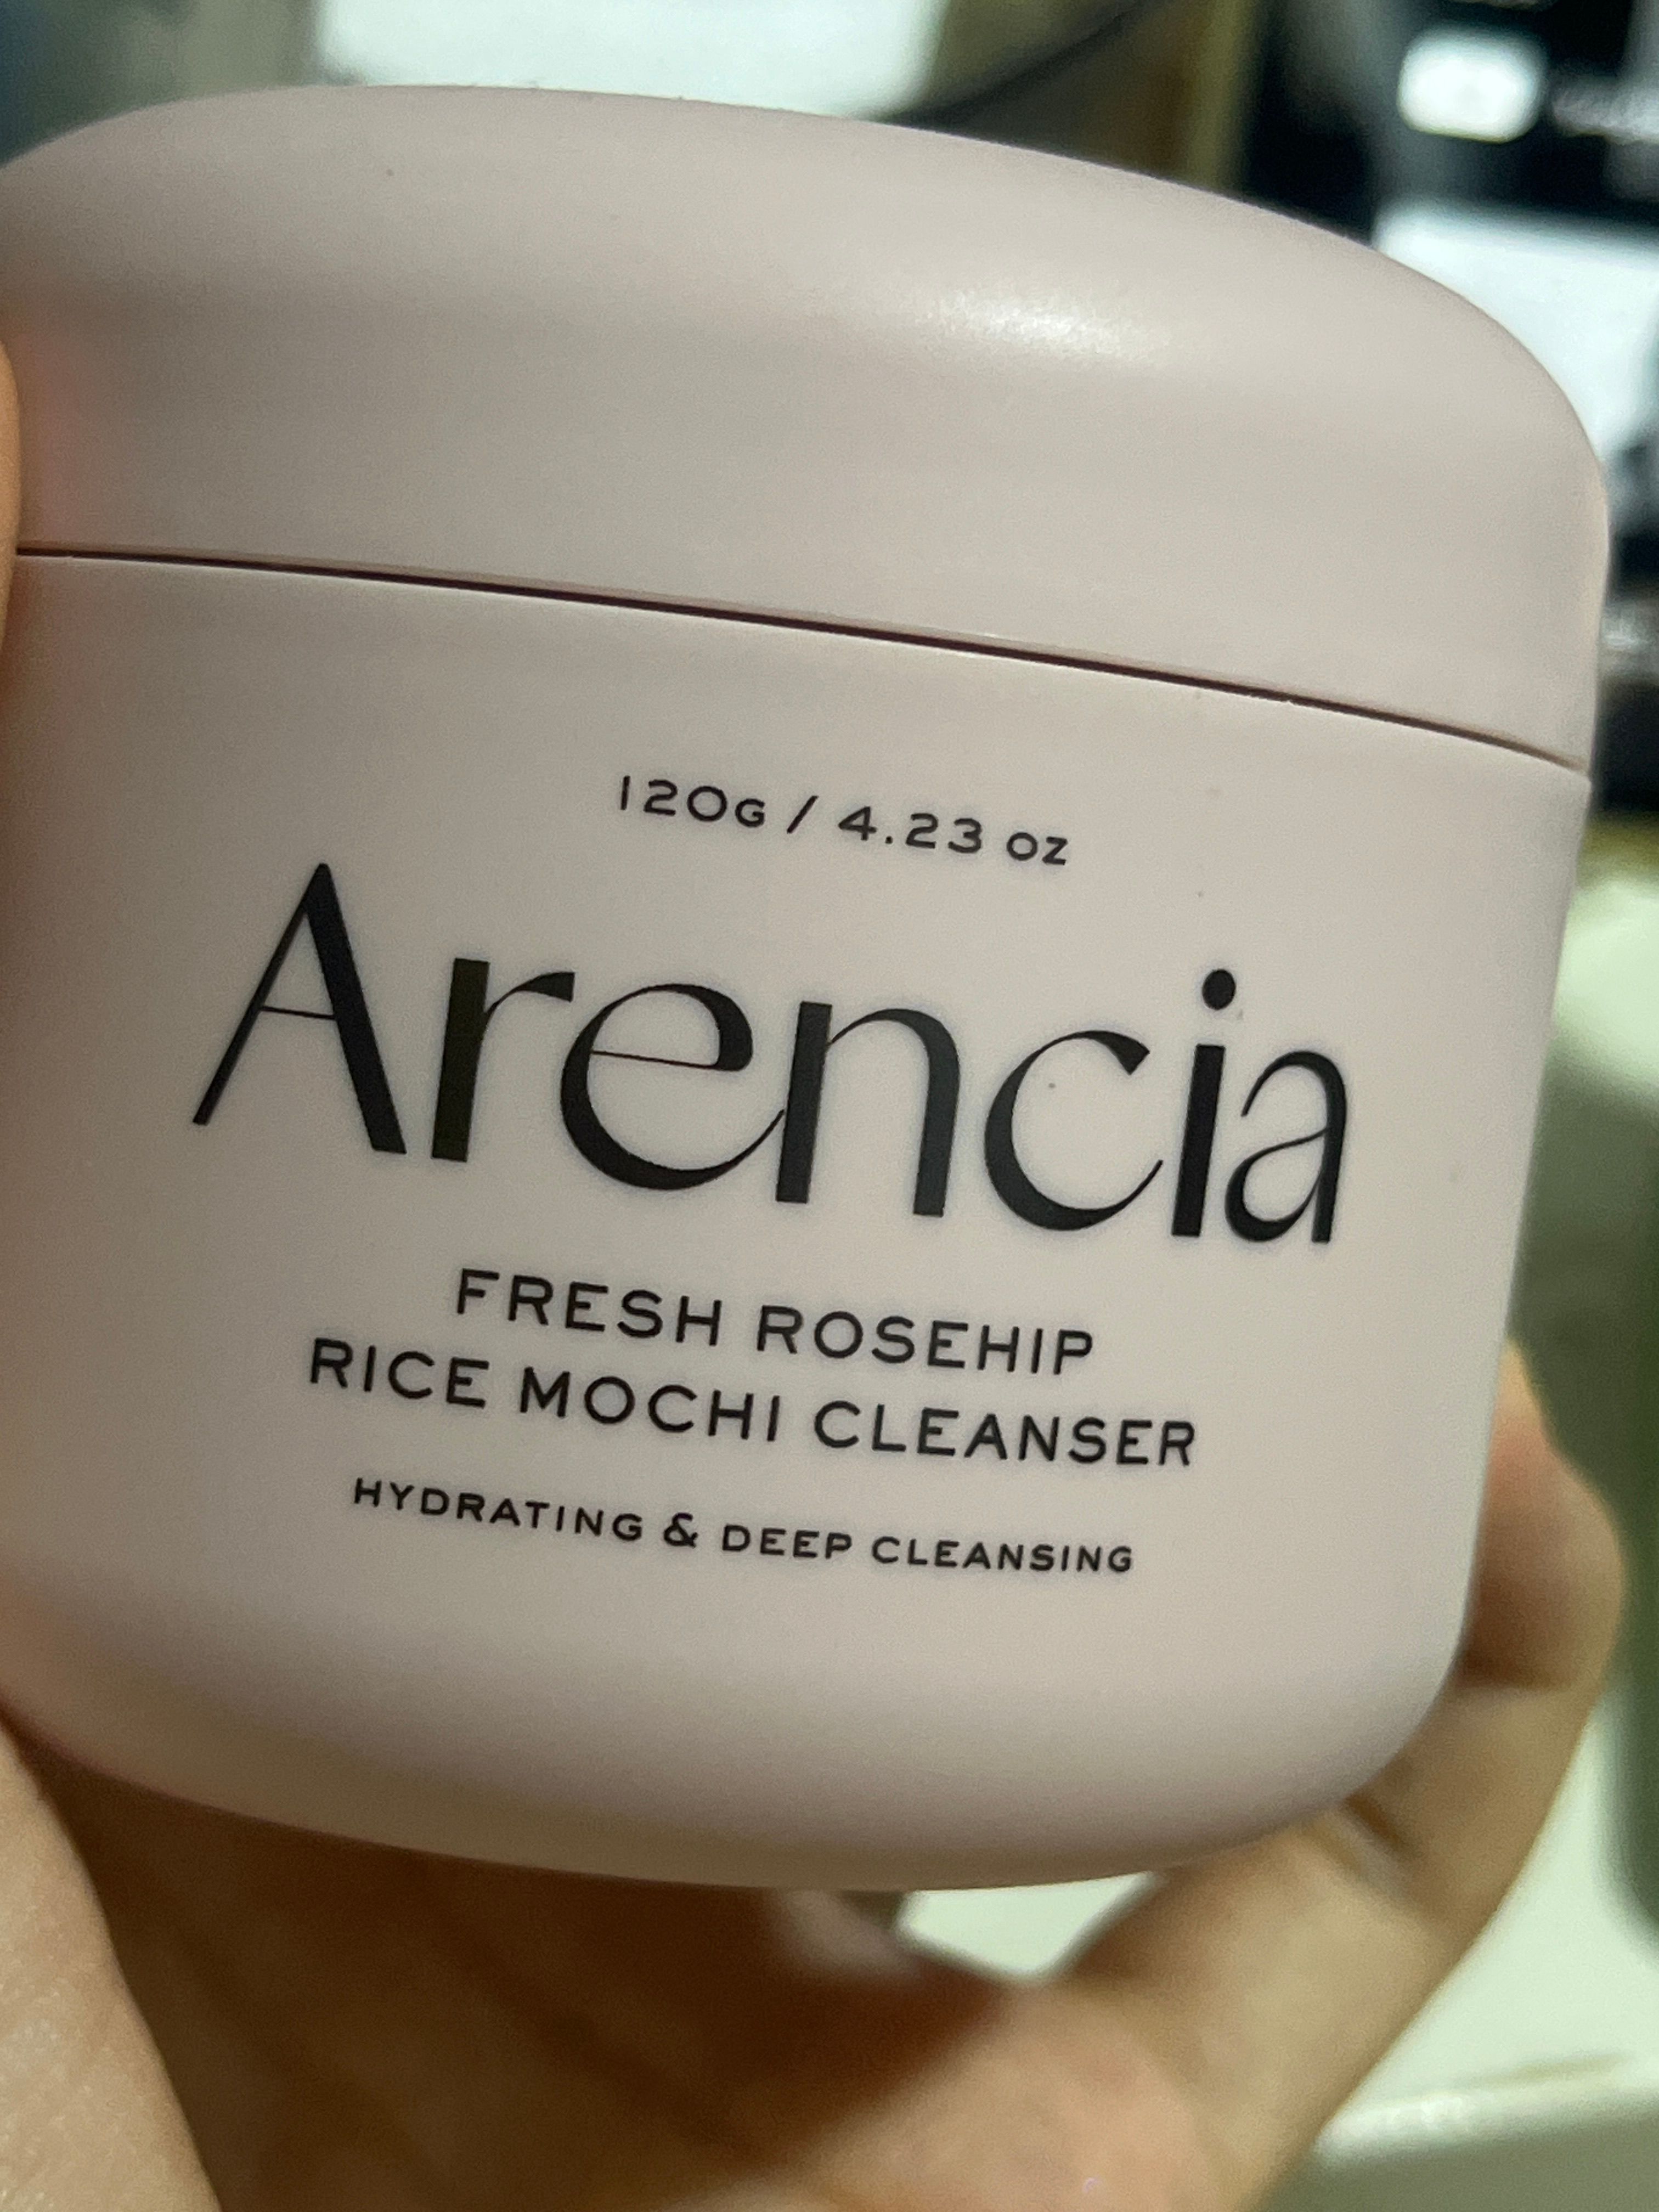 120G / 4.23 OZ
Arencia
FRESH ROSEHIP
RICE MOCHI CLEANSER
HYDRATING & DEEP CLEANSING